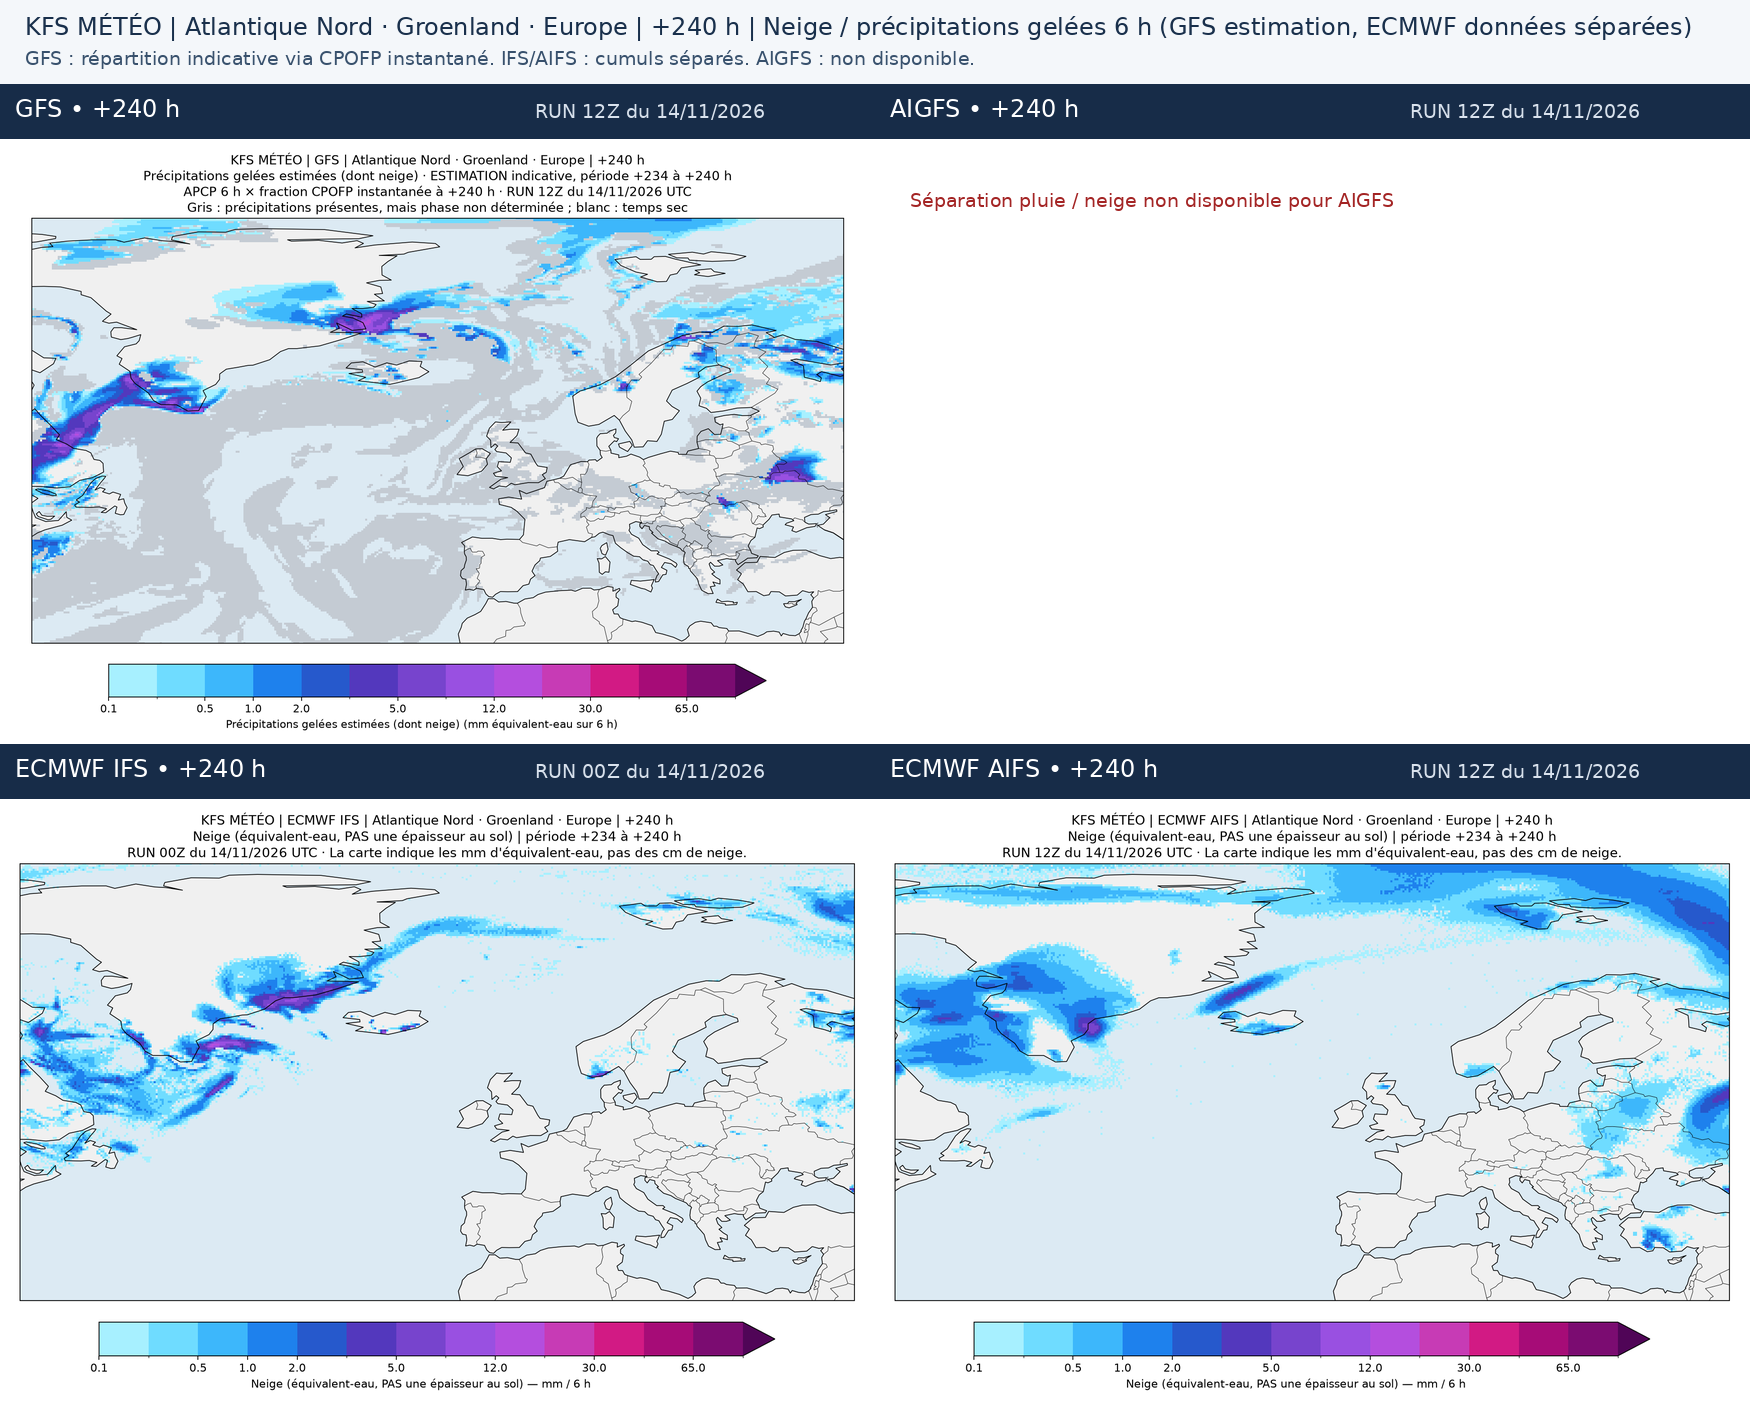 KFS MÉTÉO | Atlantique Nord · Groenland · Europe | +240 h | Neige / précipitations gelées 6 h (GFS estimation, ECMWF données séparées)
GFS : répartition indicative via CPOFP instantané. IFS/AIFS : cumuls séparés. AIGFS : non disponible.
GFS • +240 h
RUN 12Z du 14/11/2026
KFS MÉTÉO | GFS | Atlantique Nord · Groenland · Europe | +240 h
Précipitations gelées estimées (dont neige) · ESTIMATION indicative, période +234 à +240 h
APCP 6 h × fraction CPOFP instantanée à +240 h · RUN 12Z du 14/11/2026 UTC
Gris : précipitations présentes, mais phase non déterminée ; blanc : temps sec
0.1 0.5 1.0 2.0 5.0 12.0 30.0 65.0
Précipitations gelées estimées (dont neige) (mm équivalent-eau sur 6 h)
AIGFS • +240 h
RUN 12Z du 14/11/2026
Séparation pluie / neige non disponible pour AIGFS
ECMWF IFS • +240 h
RUN 00Z du 14/11/2026
KFS MÉTÉO | ECMWF IFS | Atlantique Nord · Groenland · Europe | +240 h
Neige (équivalent-eau, PAS une épaisseur au sol) | période +234 à +240 h
RUN 00Z du 14/11/2026 UTC · La carte indique les mm d'équivalent-eau, pas des cm de neige.
0.1 0.5 1.0 2.0 5.0 12.0 30.0 65.0
Neige (équivalent-eau, PAS une épaisseur au sol) — mm / 6 h
ECMWF AIFS • +240 h
RUN 12Z du 14/11/2026
KFS MÉTÉO | ECMWF AIFS | Atlantique Nord · Groenland · Europe | +240 h
Neige (équivalent-eau, PAS une épaisseur au sol) | période +234 à +240 h
RUN 12Z du 14/11/2026 UTC · La carte indique les mm d'équivalent-eau, pas des cm de neige.
0.1 0.5 1.0 2.0 5.0 12.0 30.0 65.0
Neige (équivalent-eau, PAS une épaisseur au sol) — mm / 6 h